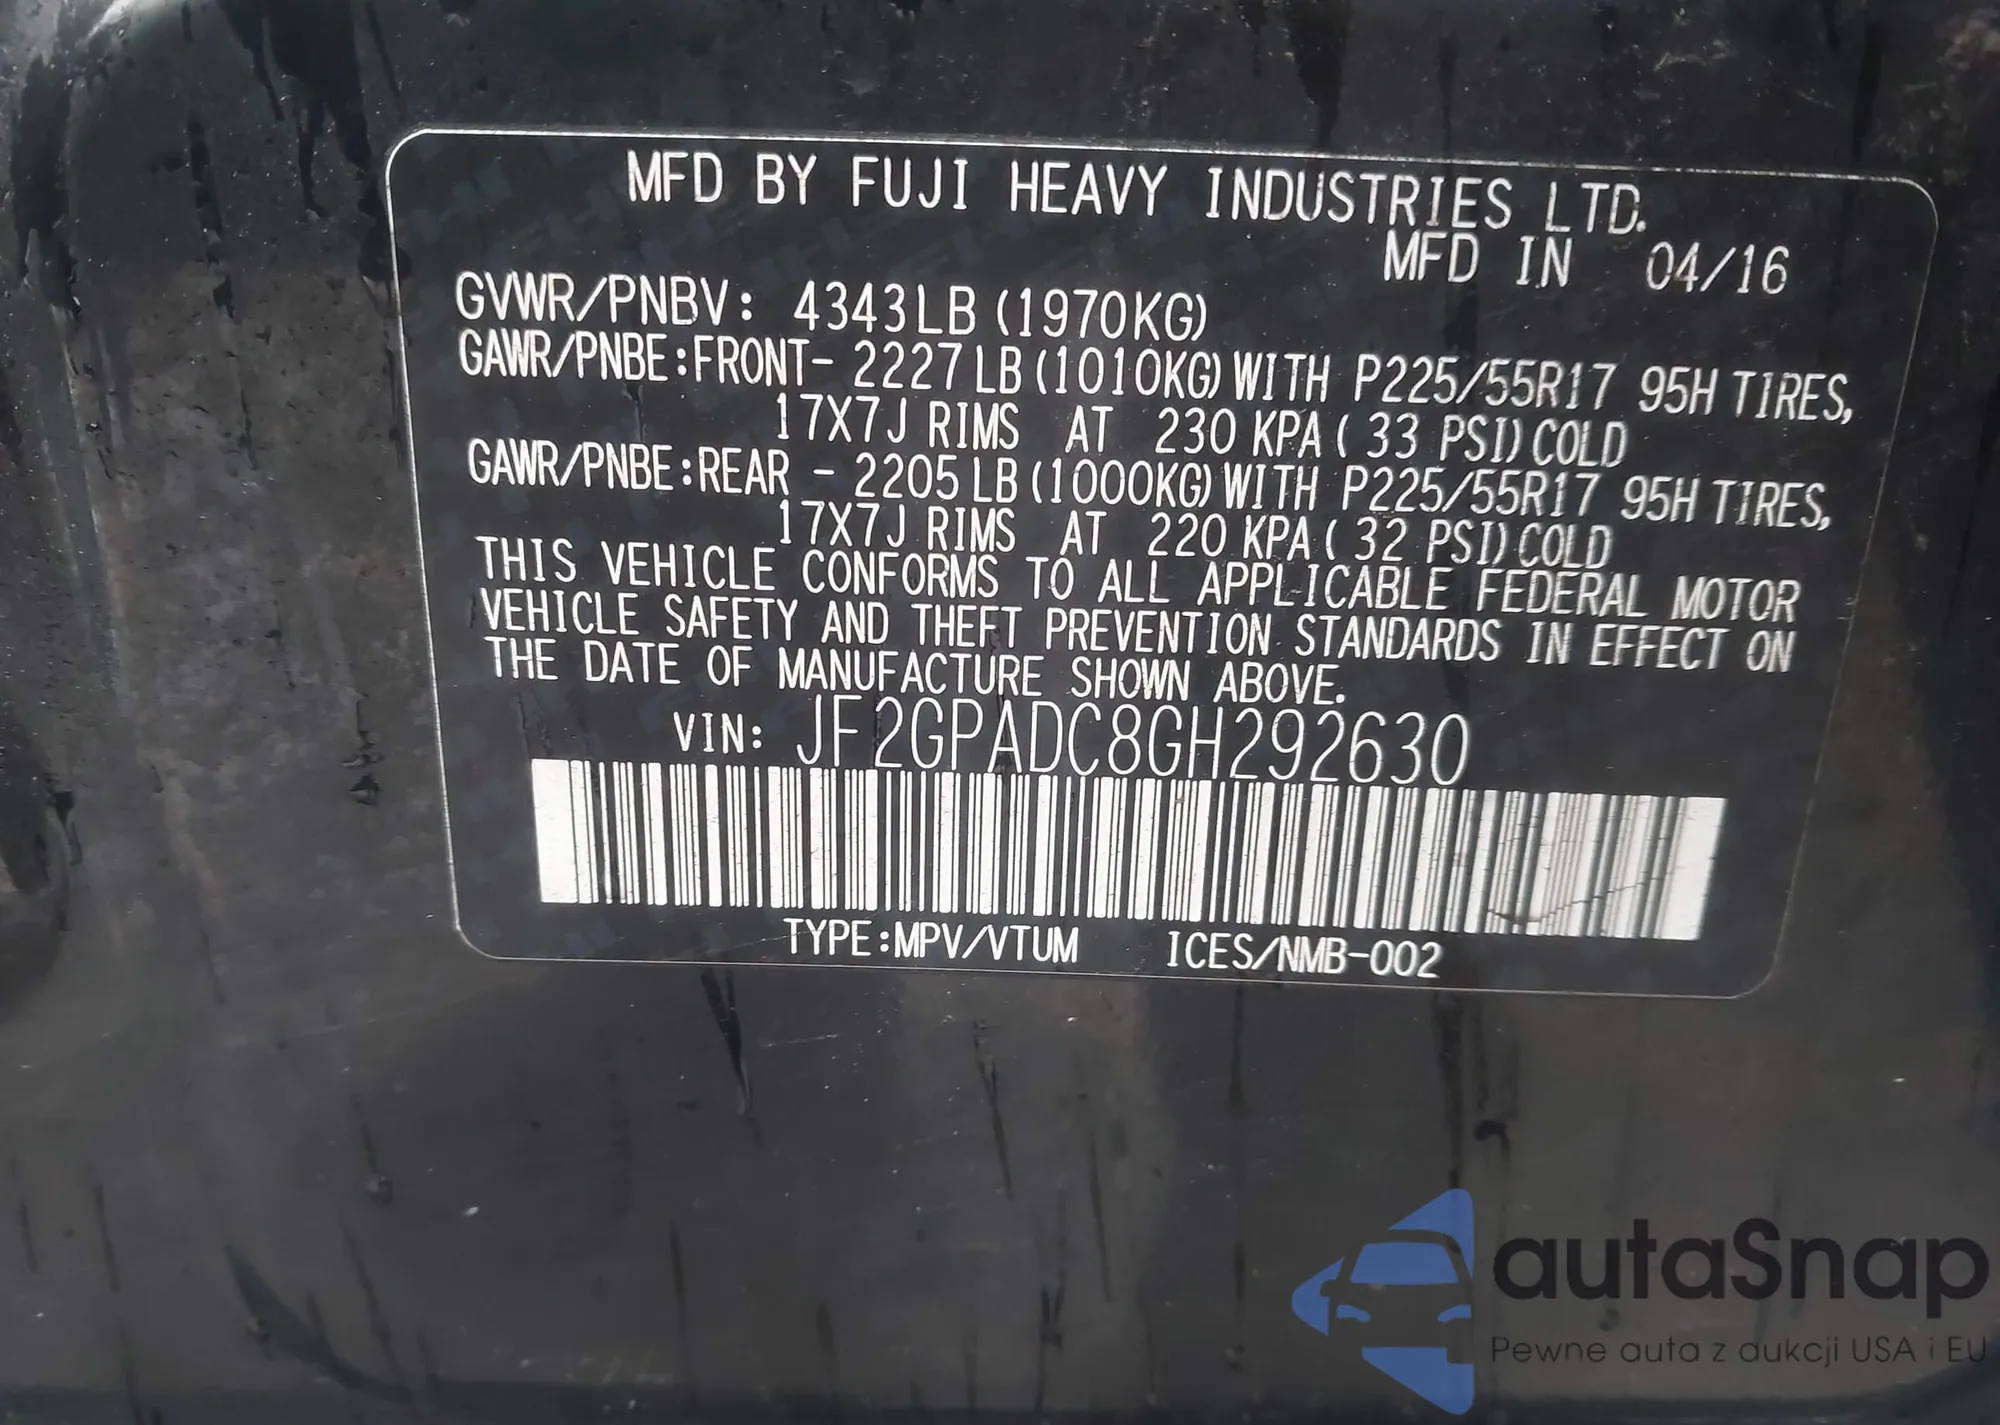 MFD BY FUJI HEAVY INDUSTRIES LTD.
MFD IN 04/16
GVWR/PNBV: 4343LB (1970KG)
GAWR/PNBE:FRONT- 2227LB (1010KG) WITH P225/55R17 95H TIRES,
17X7J RIMS AT 230 KPA ( 33 PSI) COLD
GAWR/PNBE:REAR - 2205LB (1000KG) WITH P225/55R17 95H TIRES,
17X7J RIMS AT 220 KPA ( 32 PSI) COLD
THIS VEHICLE CONFORMS TO ALL APPLICABLE FEDERAL MOTOR
VEHICLE SAFETY AND THEFT PREVENTION STANDARDS IN EFFECT ON
THE DATE OF MANUFACTURE SHOWN ABOVE.
VIN: JF2GPADC8GH292630
TYPE:MPV/VTUM ICES/NMB-002
autaSnap
Pewne auta z aukcji USA i EU